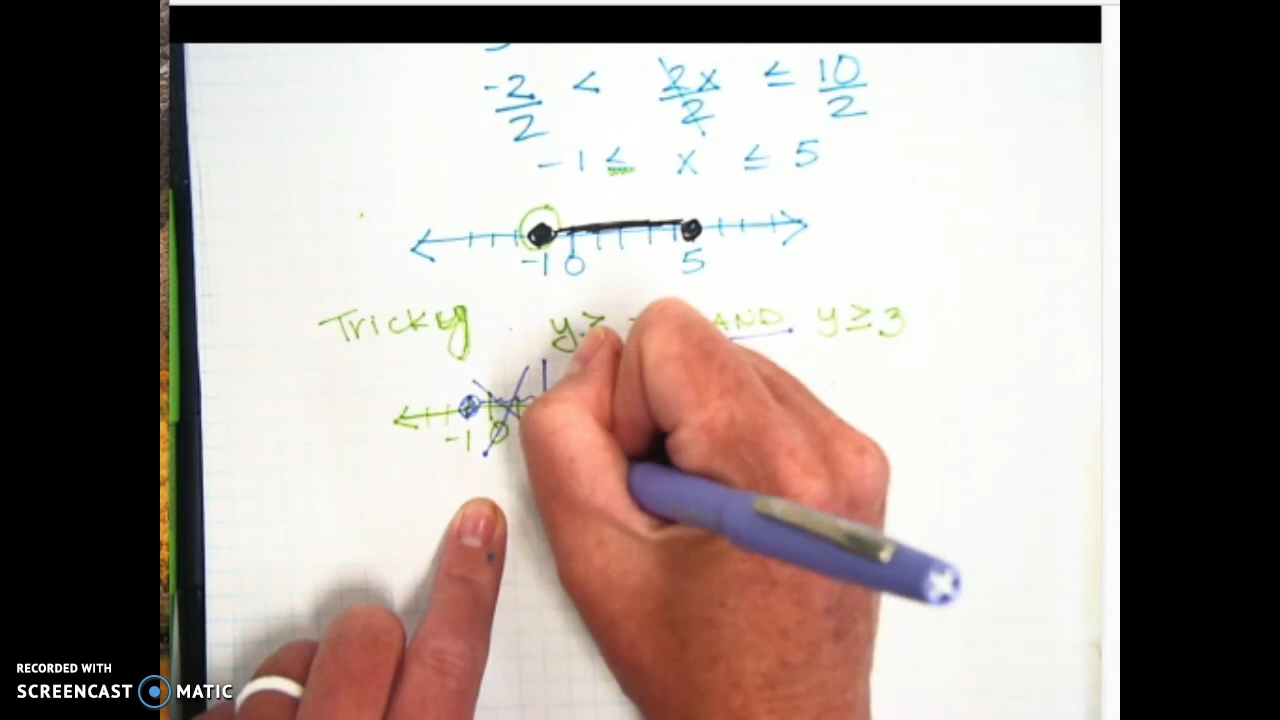 -2/2 < 2x/2 ≤ 10/2
-1 ≤ x ≤ 5
-1 0 5
Tricky y ≥ AND y ≥ 3
-1 0
RECORDED WITH
SCREENCAST MATIC